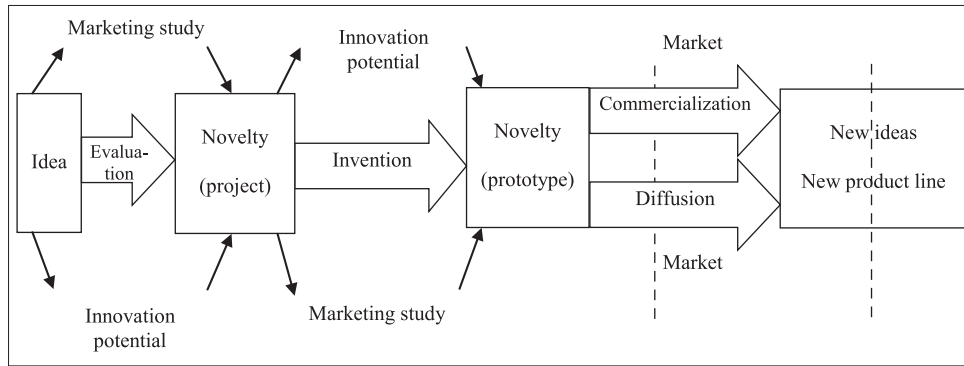 Marketing study
Innovation
potential
Market
Idea
Evalua-
tion
Novelty
(project)
Invention
Novelty
(prototype)
Commercialization
Diffusion
New ideas
New product line
Market
Innovation
potential
Marketing study